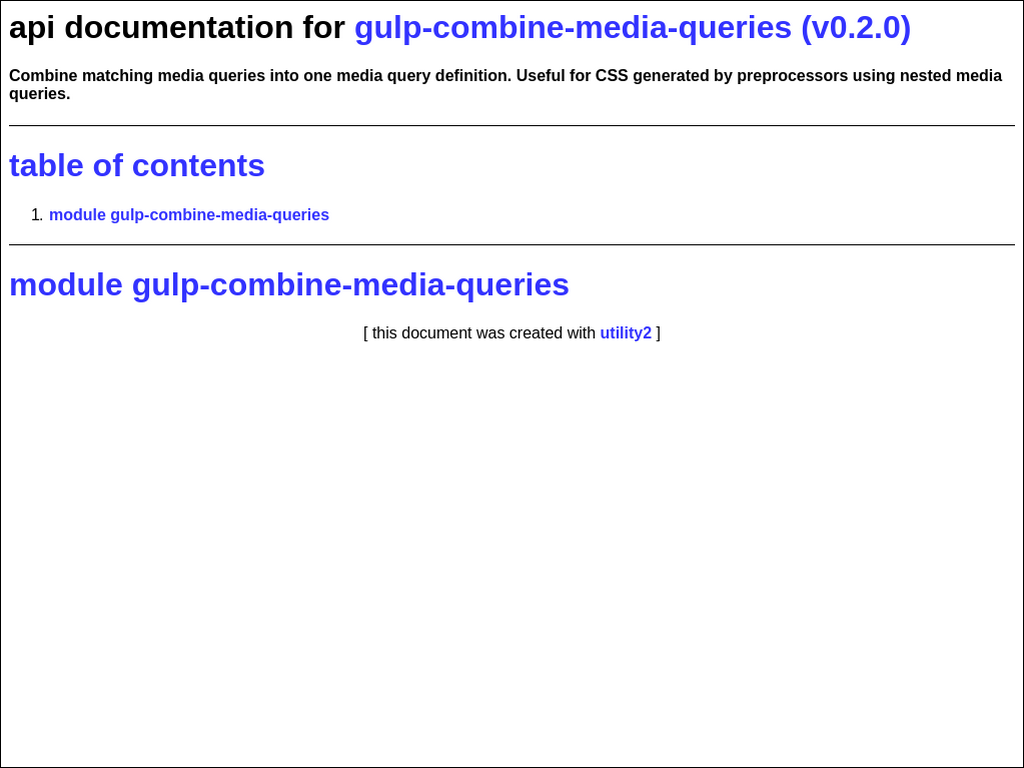 api documentation for gulp-combine-media-queries (v0.2.0)
Combine matching media queries into one media query definition. Useful for CSS generated by preprocessors using nested media
queries.
table of contents
1. module gulp-combine-media-queries
module gulp-combine-media-queries
[ this document was created with utility2 ]